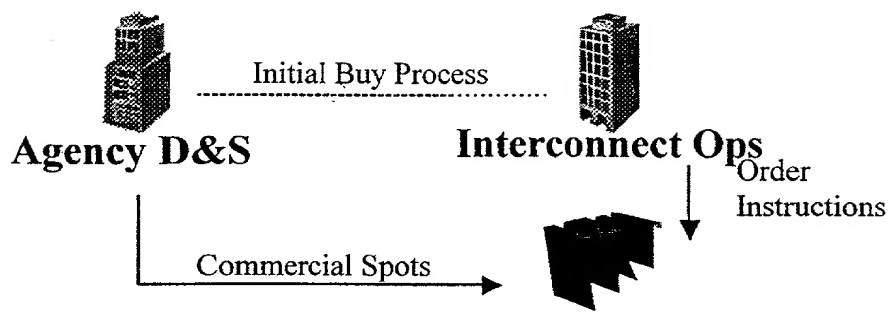 Initial Buy Process
Agency D&S
Interconnect Ops
Order
Instructions
Commercial Spots